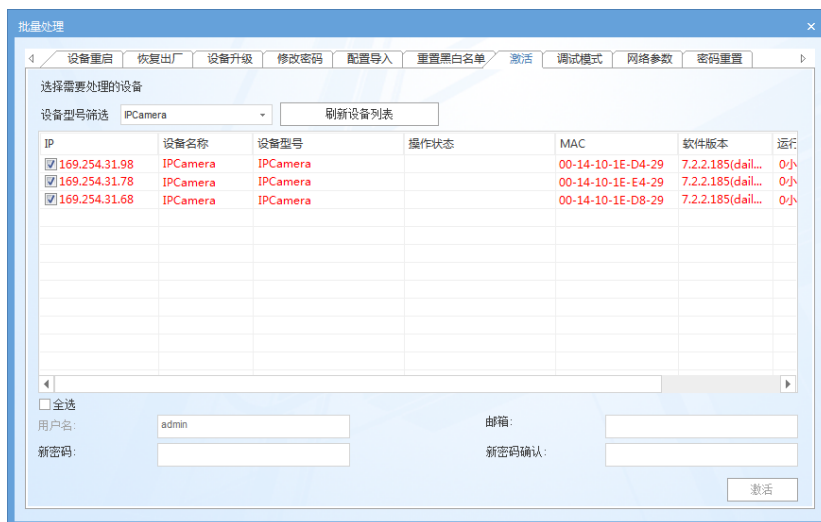 批量处理
设备重启 恢复出厂 设备升级 修改密码 配置导入 重置黑白名单 激活 调试模式 网络参数 密码重置
选择需要处理的设备
设备型号筛选 IPCamera 刷新设备列表
IP 设备名称 设备型号 操作状态 MAC 软件版本 运行
169.254.31.98 IPCamera IPCamera 00-14-10-1E-D4-29 7.2.2.185(dail... 0小
169.254.31.78 IPCamera IPCamera 00-14-10-1E-E4-29 7.2.2.185(dail... 0小
169.254.31.68 IPCamera IPCamera 00-14-10-1E-D8-29 7.2.2.185(dail... 0小
全选
用户名: admin 邮箱:
新密码: 新密码确认:
激活